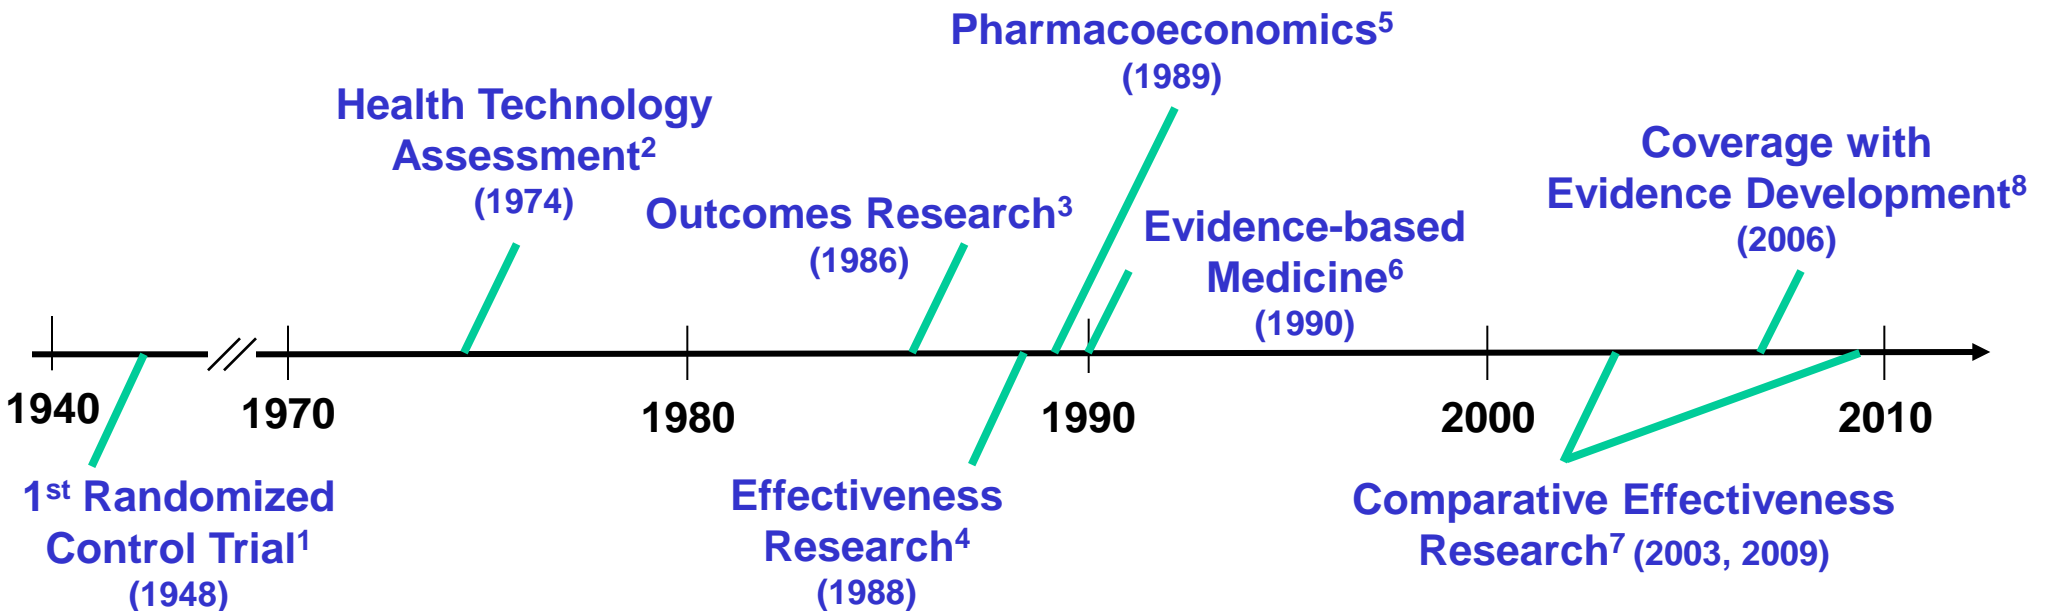 Pharmacoeconomics⁵
(1989)
Health Technology
Assessment²
(1974)
Outcomes Research³
(1986)
Evidence-based
Medicine⁶
(1990)
Coverage with
Evidence Development⁸
(2006)
1940
1970
1980
1990
2000
2010
1ˢᵗ Randomized
Control Trial¹
(1948)
Effectiveness
Research⁴
(1988)
Comparative Effectiveness
Research⁷ (2003, 2009)